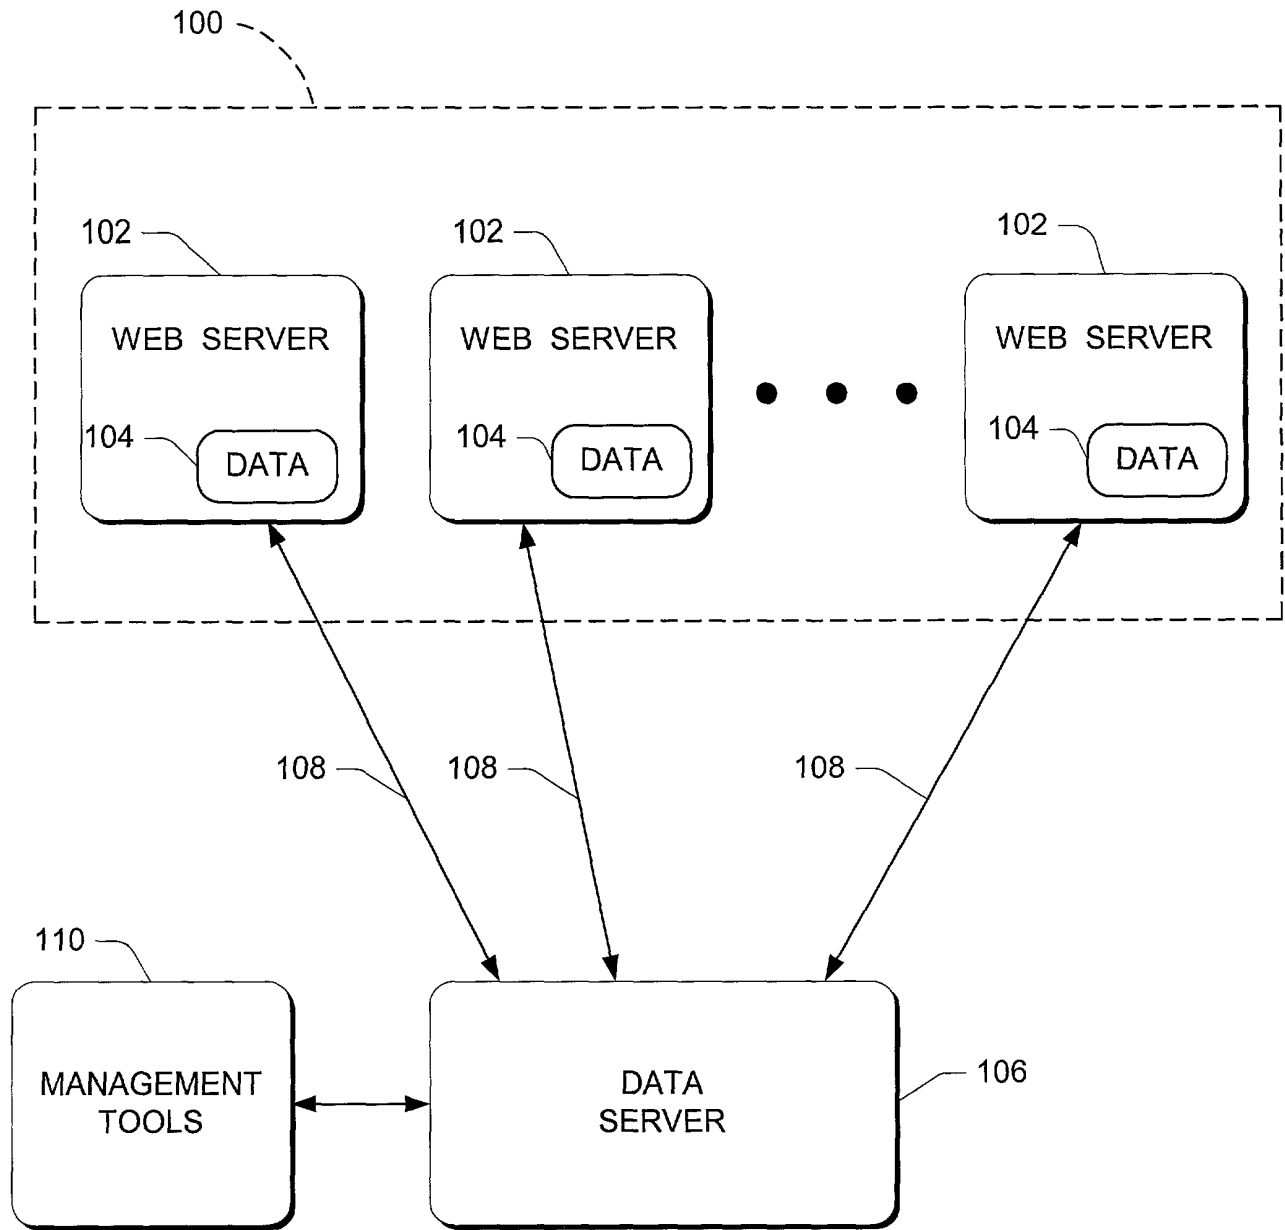 100
102
102
102
WEB SERVER
WEB SERVER
WEB SERVER
104
DATA
104
DATA
104
DATA
108
108
108
110
MANAGEMENT
TOOLS
DATA
SERVER
106